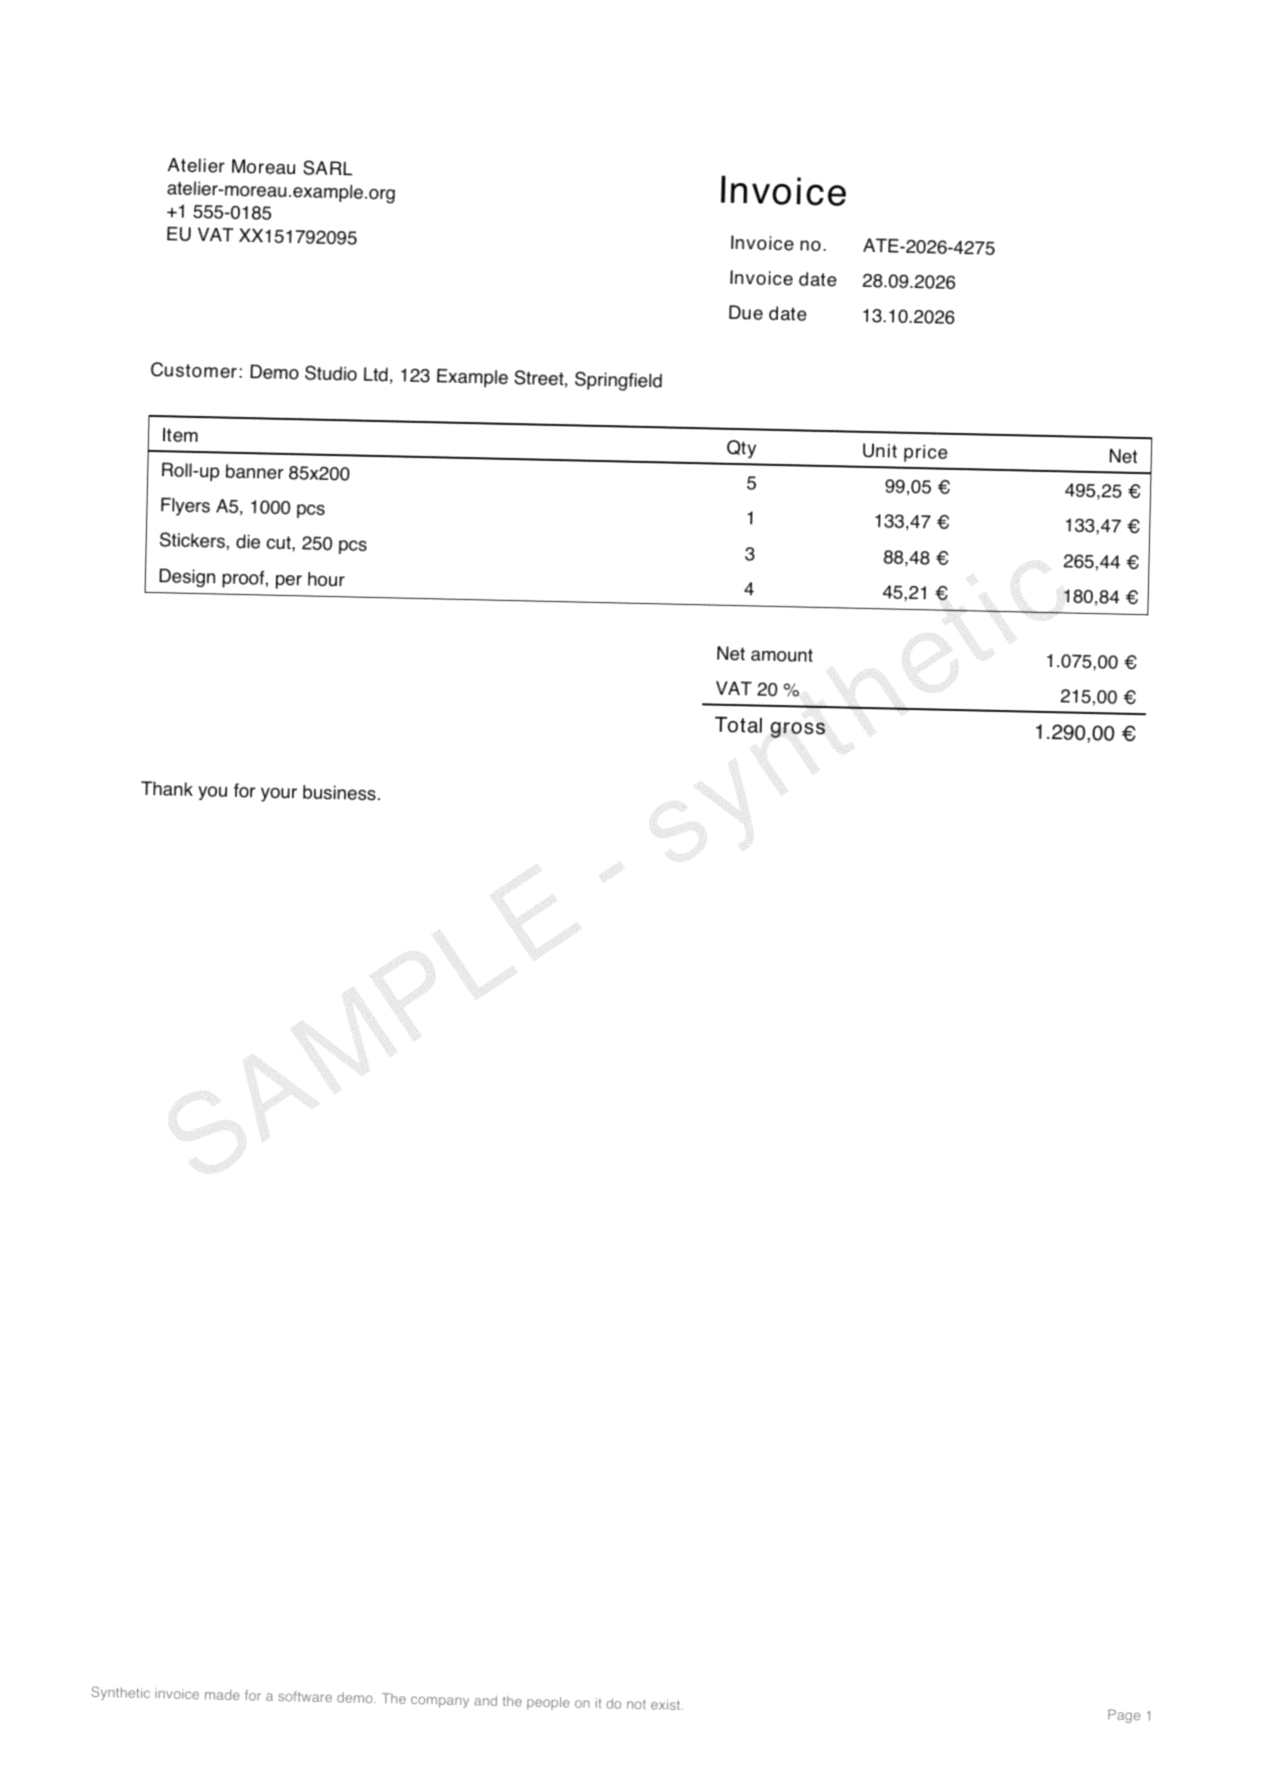 Atelier Moreau SARL
atelier-moreau.example.org
+1 555-0185
EU VAT XX151792095
Invoice
Invoice no. ATE-2026-4275
Invoice date 28.09.2026
Due date 13.10.2026
Customer: Demo Studio Ltd, 123 Example Street, Springfield
Item Qty Unit price Net
Roll-up banner 85x200 5 99,05 € 495,25 €
Flyers A5, 1000 pcs 1 133,47 € 133,47 €
Stickers, die cut, 250 pcs 3 88,48 € 265,44 €
Design proof, per hour 4 45,21 € 180,84 €
Net amount 1.075,00 €
VAT 20 % 215,00 €
Total gross 1.290,00 €
Thank you for your business.
SAMPLE - synthetic
Synthetic invoice made for a software demo. The company and the people on it do not exist.
Page 1